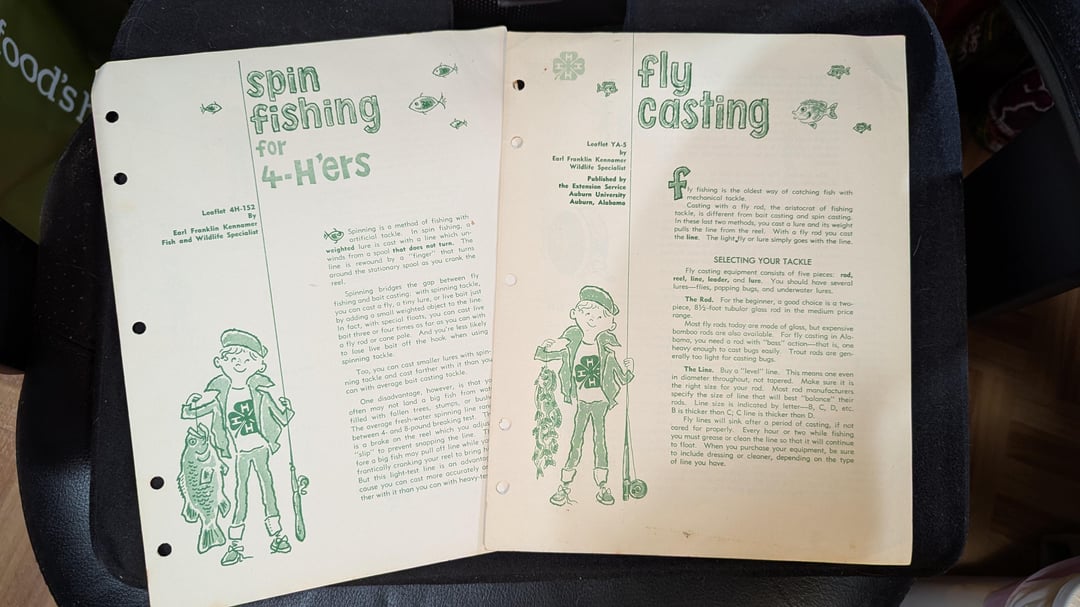 food's
spin
fishing
for
4-H'ers
Leaflet 4H-152
By
Earl Franklin Kennamer
Fish and Wildlife Specialist
Spinning is a method of fishing with
artificial tackle. In spin fishing, a
weighted lure is cast with a line which un-
winds from a spool that does not turn. The
line is rewound by a "finger" that turns
around the stationary spool as you crank the
reel.
Spinning bridges the gap between fly
fishing and bait casting: with spinning tackle,
you can cast a fly, a tiny lure, or live bait just
by adding a small weighted object to the line.
In fact, with special floats, you can cast live
bait three or four times as far as you can with
a fly rod or cane pole. And you're less likely
to lose live bait off the hook when using
spinning tackle.
Too, you can cast smaller lures with spin-
ning tackle and cast farther with it than you
can with average bait casting tackle.
One disadvantage, however, is that yo
often may not land a big fish from wat
filled with fallen trees, stumps, or bush
The average fresh-water spinning line ran
between 4- and 8-pound breaking test. Th
is a brake on the reel which you adjus
"slip" to prevent snapping the line. Th
fore a big fish may pull off line while yo
frantically cranking your reel to bring h
But this light-test line is an advantag
cause you can cast more accurately an
ther with it than you can with heavy-tes
H H H H
fly
casting
Leaflet YA-5
by
Earl Franklin Kennamer
Wildlife Specialist
Published by
the Extension Service
Auburn University
Auburn, Alabama
fly fishing is the oldest way of catching fish with
mechanical tackle.
Casting with a fly rod, the aristocrat of fishing
tackle, is different from bait casting and spin casting.
In these last two methods, you cast a lure and its weight
pulls the line from the reel. With a fly rod you cast
the line. The light fly or lure simply goes with the line.
SELECTING YOUR TACKLE
Fly casting equipment consists of five pieces: rod,
reel, line, leader, and lure. You should have several
lures—flies, popping bugs, and underwater lures.
The Rod. For the beginner, a good choice is a two-
piece, 8½-foot tubular glass rod in the medium price
range.
Most fly rods today are made of glass, but expensive
bamboo rods are also available. For fly casting in Ala-
bama, you need a rod with "bass" action—that is, one
heavy enough to cast bugs easily. Trout rods are gen-
erally too light for casting bugs.
The Line. Buy a "level" line. This means one even
in diameter throughout, not tapered. Make sure it is
the right size for your rod. Most rod manufacturers
specify the size of line that will best "balance" their
rods. Line size is indicated by letter—B, C, D, etc.
B is thicker than C; C line is thicker than D.
Fly lines will sink after a period of casting, if not
cared for properly. Every hour or two while fishing
you must grease or clean the line so that it will continue
to float. When you purchase your equipment, be sure
to include dressing or cleaner, depending on the type
of line you have.
H H H H